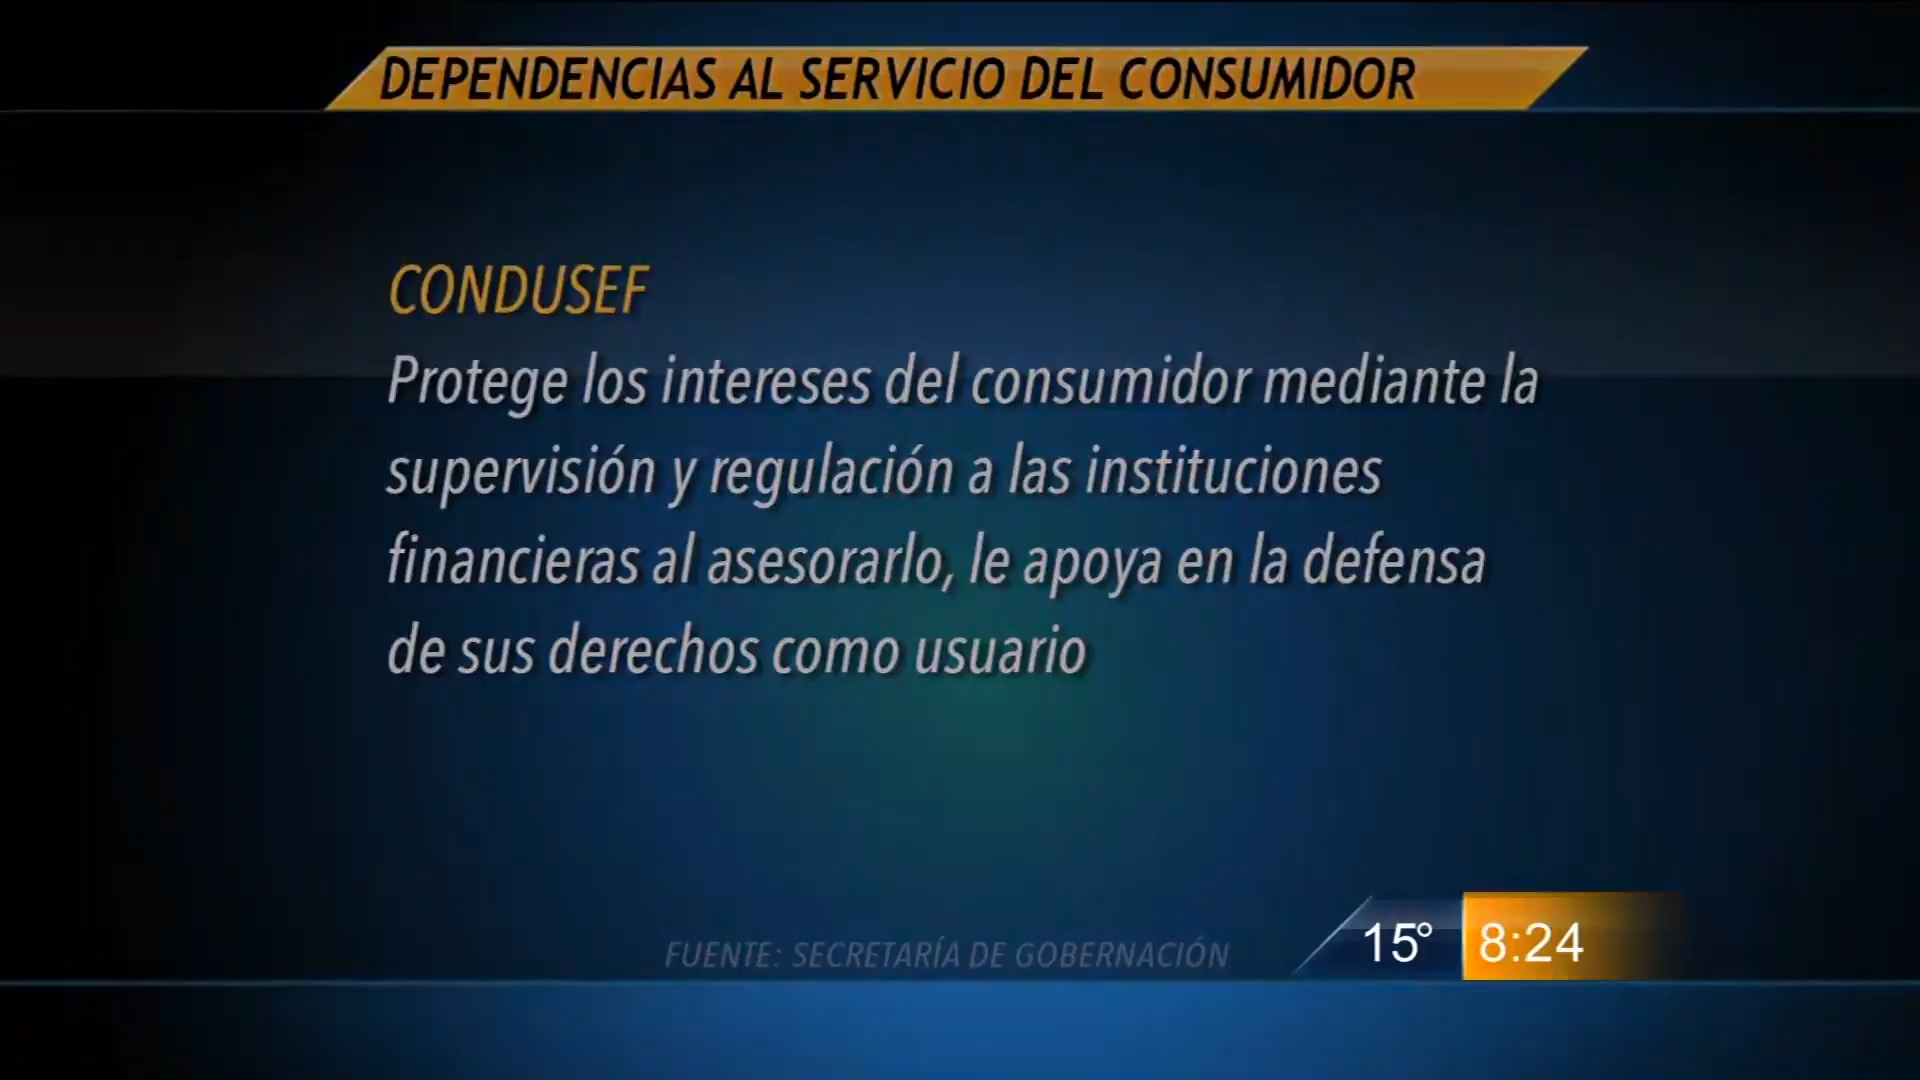 DEPENDENCIAS AL SERVICIO DEL CONSUMIDOR
CONDUSEF
Protege los intereses del consumidor mediante la
supervisión y regulación a las instituciones
financieras al asesorarlo, le apoya en la defensa
de sus derechos como usuario
FUENTE: SECRETARÍA DE GOBERNACIÓN
15° 8:24